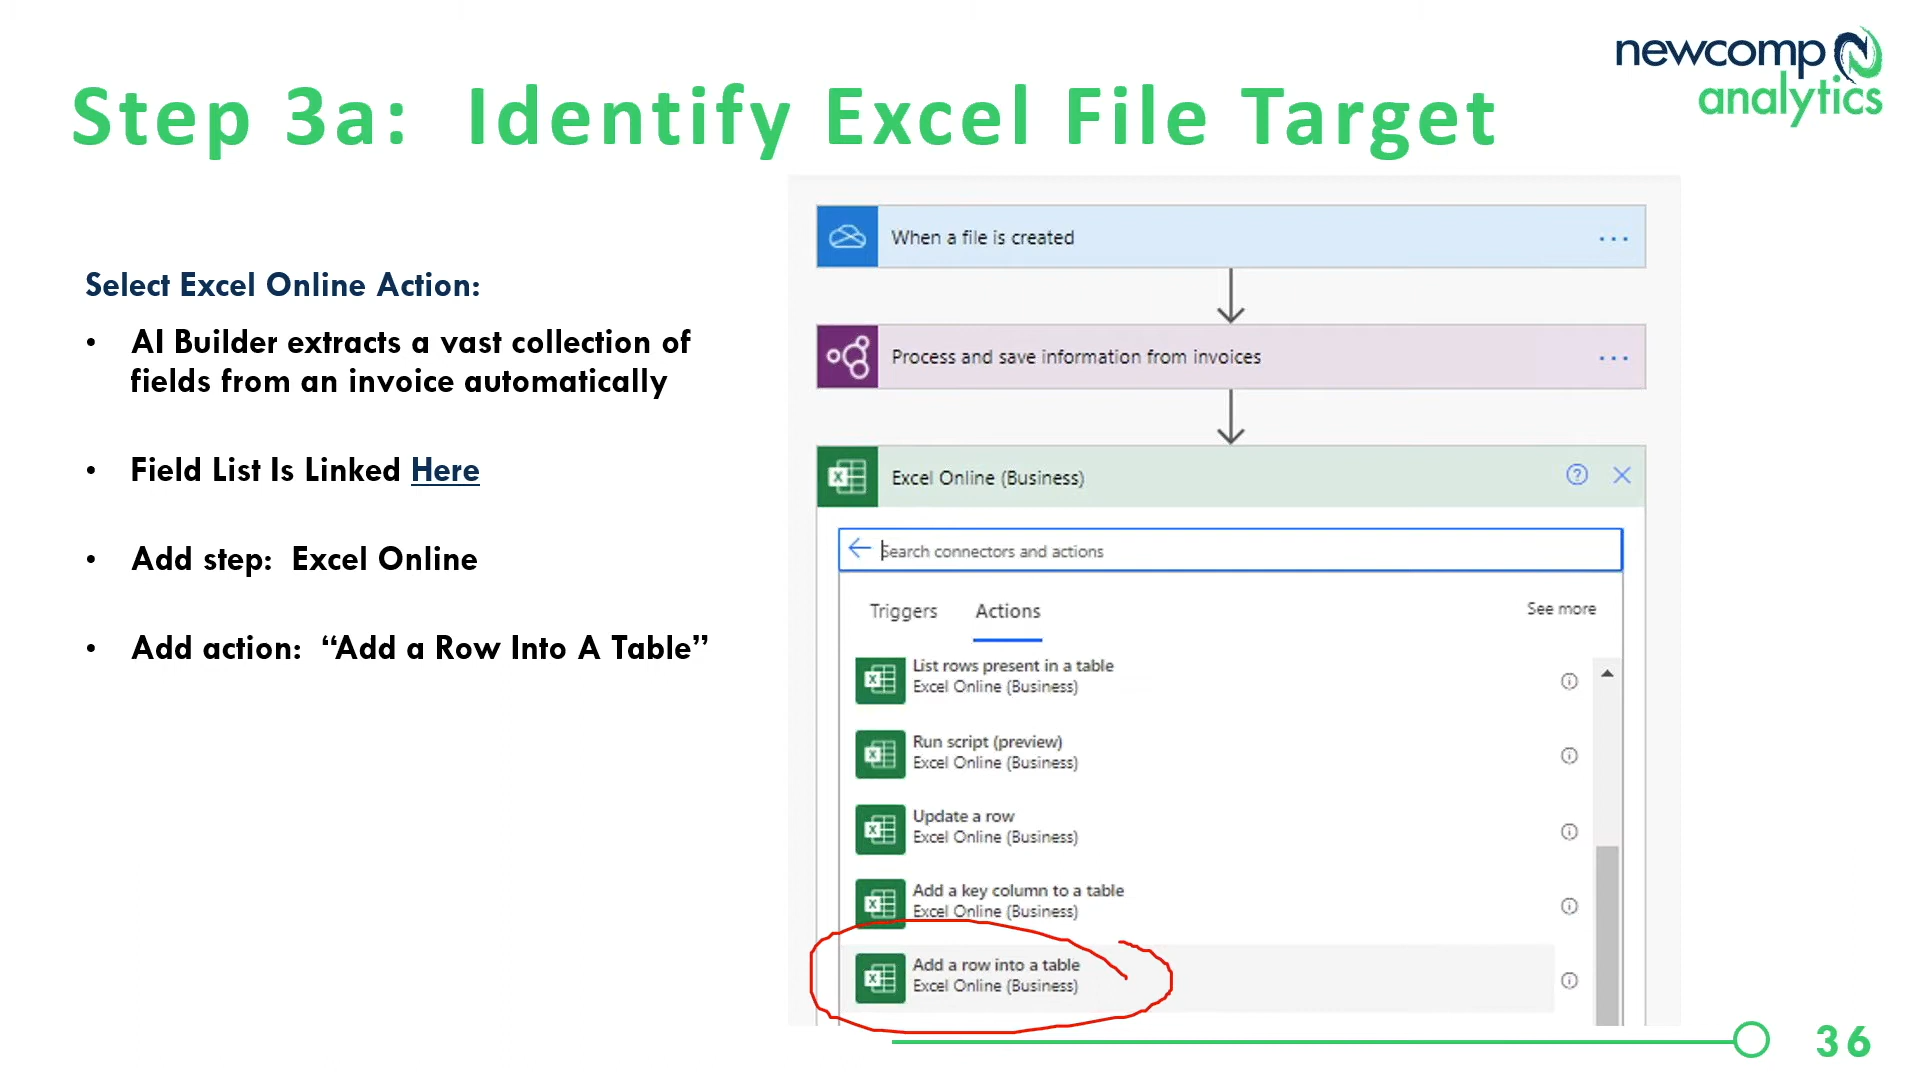 newcomp
analytics
Step 3a: Identify Excel File Target
Select Excel Online Action:
• AI Builder extracts a vast collection of
fields from an invoice automatically
• Field List Is Linked Here
• Add step: Excel Online
• Add action: “Add a Row Into A Table”
When a file is created
Process and save information from invoices
Excel Online (Business)
Search connectors and actions
Triggers Actions See more
List rows present in a table
Excel Online (Business)
Run script (preview)
Excel Online (Business)
Update a row
Excel Online (Business)
Add a key column to a table
Excel Online (Business)
Add a row into a table
Excel Online (Business)
36